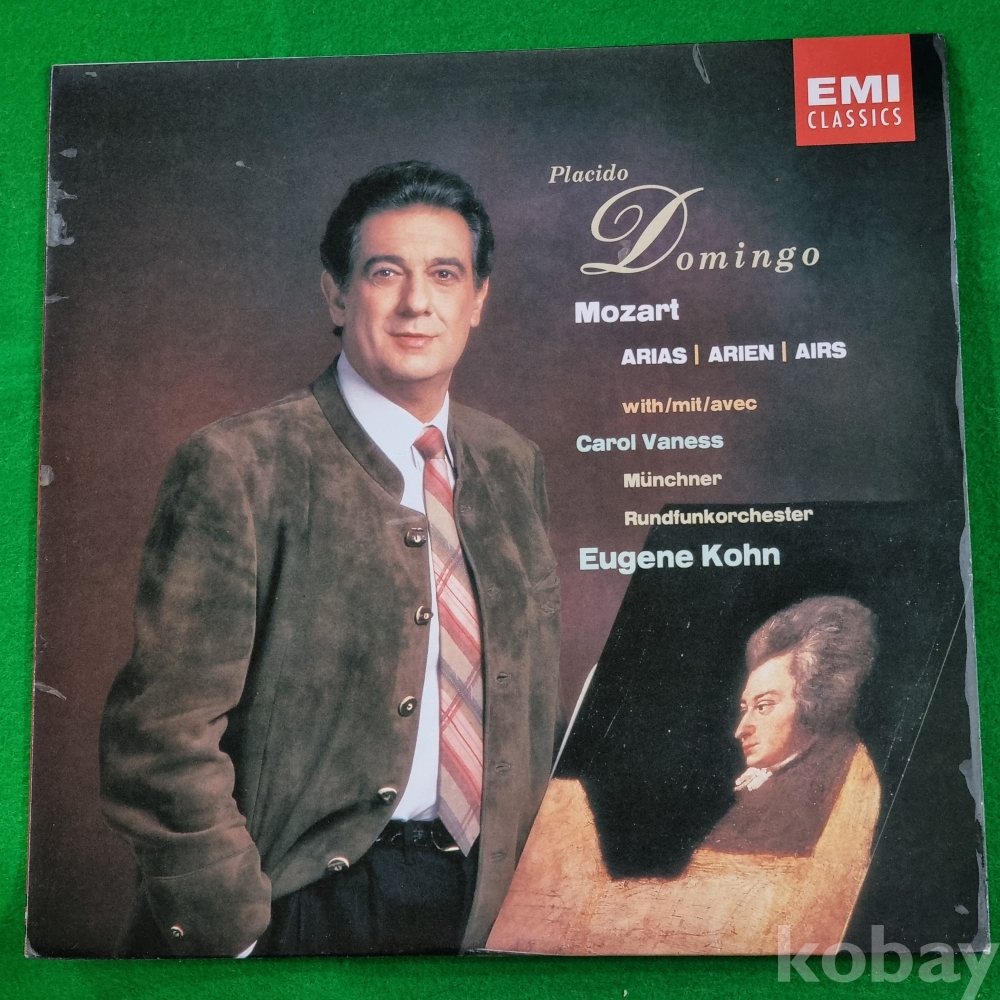 EMI
CLASSICS
Placido
Domingo
Mozart
ARIAS | ARIEN | AIRS
with/mit/avec
Carol Vaness
Münchner
Rundfunkorchester
Eugene Kohn
kobay